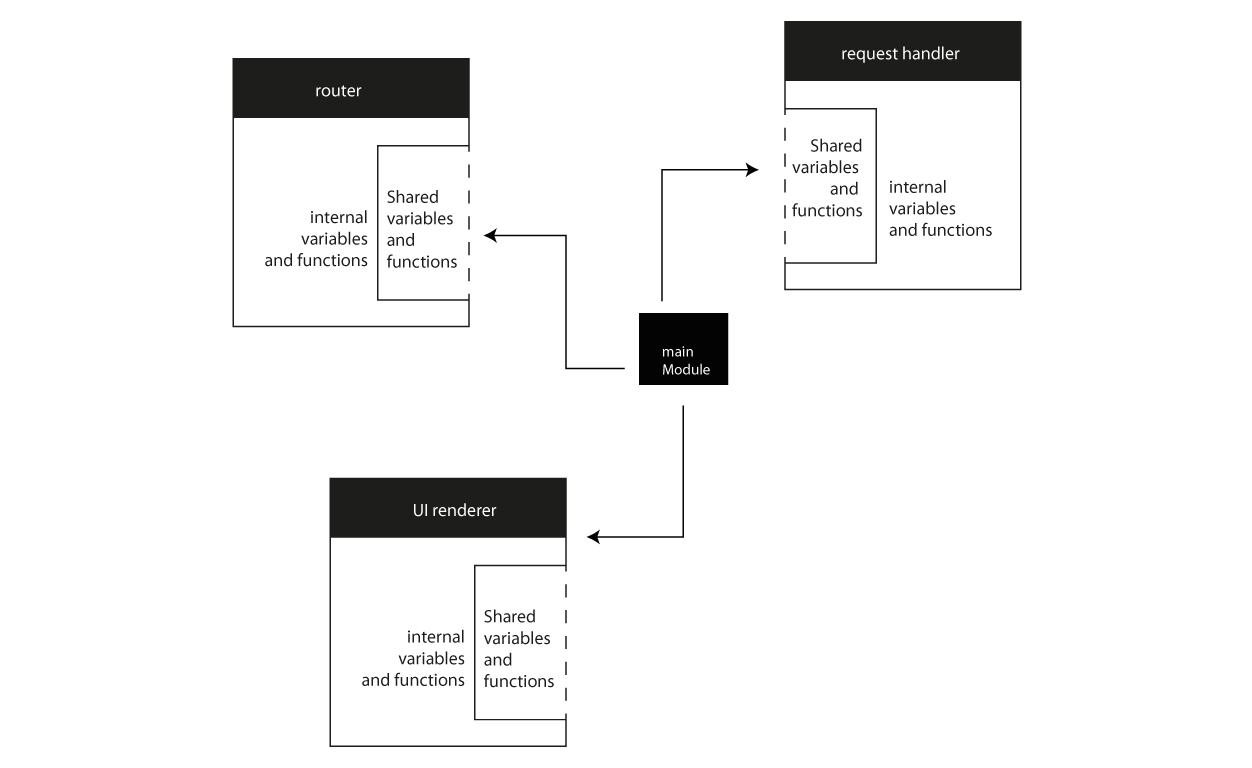 router
internal
variables
and functions
Shared
variables
and
functions
request handler
Shared
variables
and
functions
internal
variables
and functions
main
Module
UI renderer
internal
variables
and functions
Shared
variables
and
functions